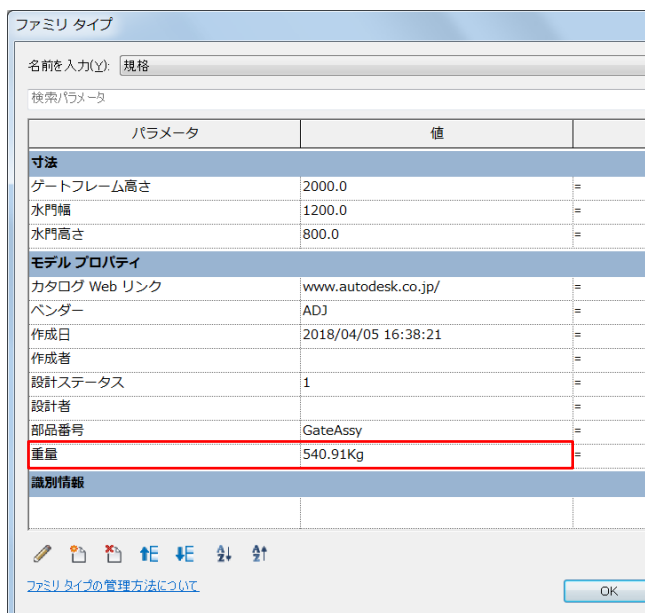 ファミリ タイプ
名前を入力(Y): 規格
検索パラメータ
パラメータ 値
寸法
ゲートフレーム高さ 2000.0 =
水門幅 1200.0 =
水門高さ 800.0 =
モデル プロパティ
カタログ Web リンク www.autodesk.co.jp/ =
ベンダー ADJ =
作成日 2018/04/05 16:38:21 =
作成者 =
設計ステータス 1 =
設計者 =
部品番号 GateAssy =
重量 540.91Kg =
識別情報
ファミリ タイプの管理方法について
OK